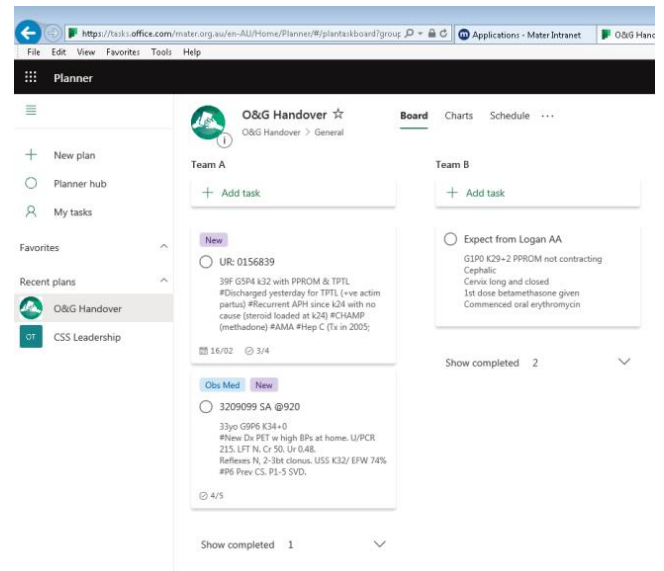 https://tasks.office.com/mater.org.au/en-AU/Home/Planner/#/plantaskboard?group
Applications - Mater Intranet
O&G Hand
File Edit View Favorites Tools Help
Planner
New plan
Planner hub
My tasks
Favorites
Recent plans
O&G Handover
OT
CSS Leadership
O&G Handover
O&G Handover > General
Board Charts Schedule ...
Team A
+ Add task
New
UR: 0156839
39F G5P4 k32 with PPROM & TPTL
#Discharged yesterday for TPTL (+ve actim
partus) #Recurrent APH since k24 with no
cause (steroid loaded at k24) #CHAMP
(methadone) #AMA #Hep C (Tx in 2005;
16/02 3/4
Obs Med New
3209099 SA @920
33yo G9P6 K34+0
#New Dx PET w high BPs at home. U/PCR
215. LFT N. Cr 50. Ur 0.48.
Reflexes N, 2-3bt clonus. USS K32/ EFW 74%
#P6 Prev CS. P1-5 SVD.
4/5
Show completed 1
Team B
+ Add task
Expect from Logan AA
G1P0 K29+2 PPROM not contracting
Cephalic
Cervix long and closed
1st dose betamethasone given
Commenced oral erythromycin
Show completed 2